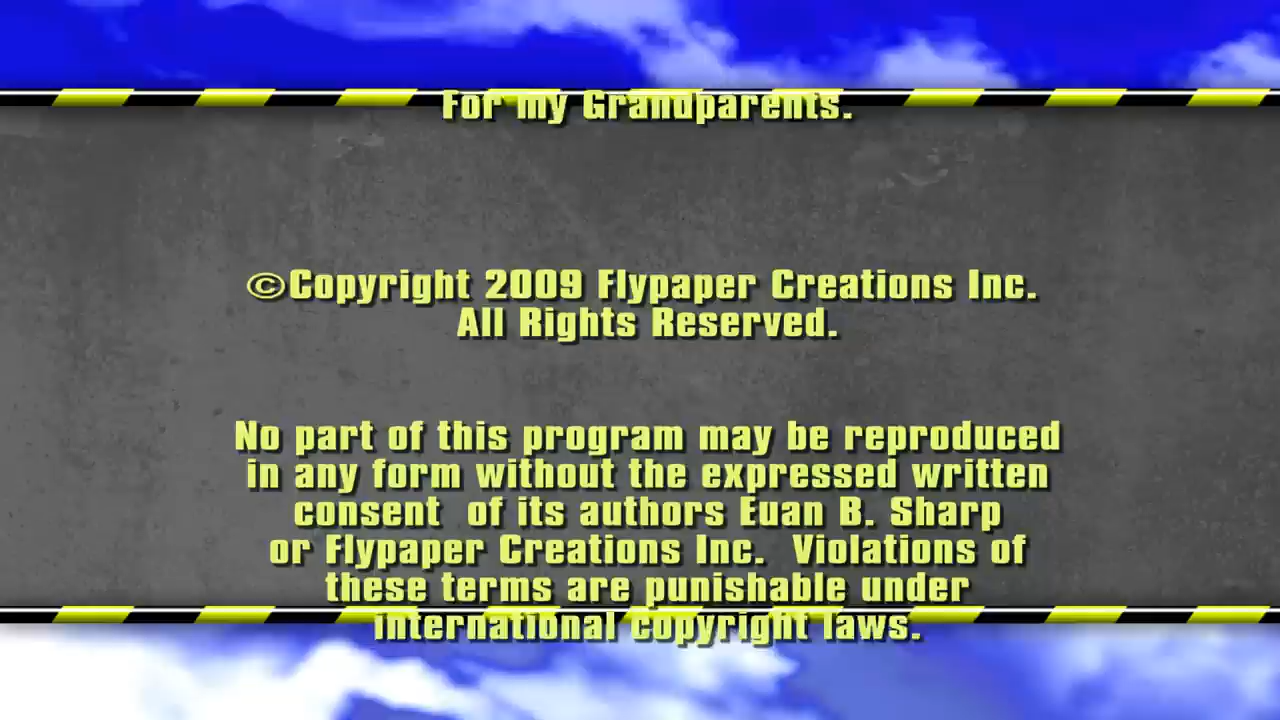 For my Grandparents.
©Copyright 2009 Flypaper Creations Inc.
All Rights Reserved.
No part of this program may be reproduced
in any form without the expressed written
consent  of its authors Euan B. Sharp
or Flypaper Creations Inc.  Violations of
these terms are punishable under
international copyright laws.